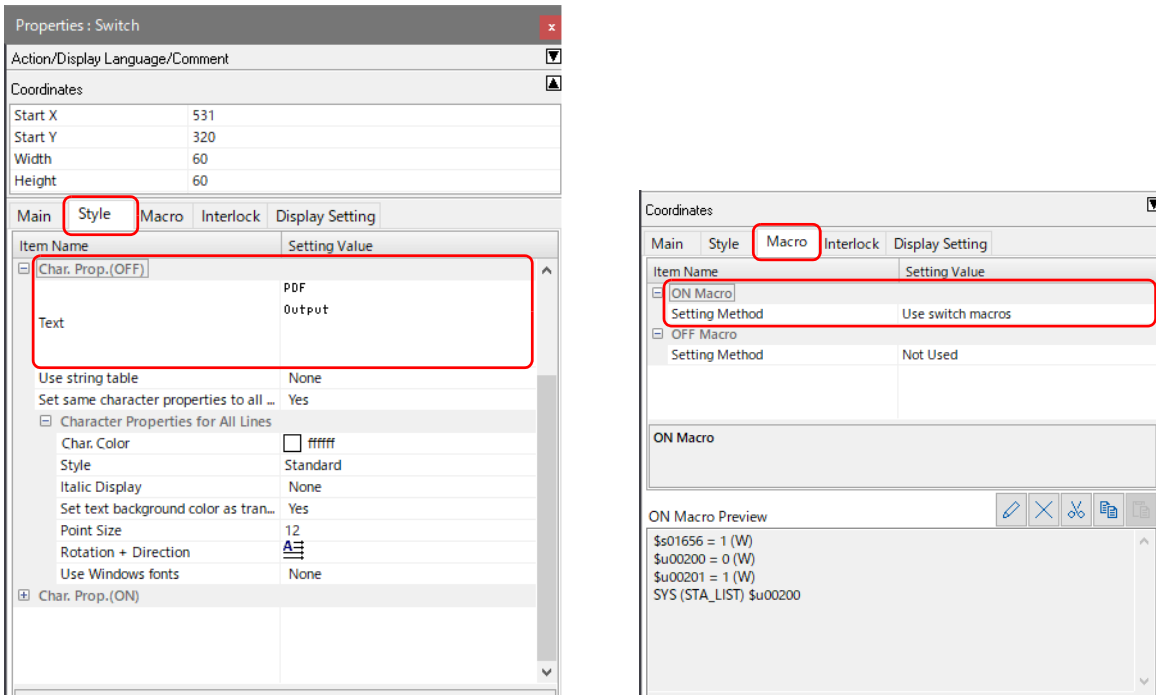 Properties : Switch
x
Action/Display Language/Comment
Coordinates
Start X 531
Start Y 320
Width 60
Height 60
Main Style Macro Interlock Display Setting
Item Name Setting Value
Char. Prop.(OFF)
Text PDF
Output
Use string table None
Set same character properties to all ... Yes
Character Properties for All Lines
Char. Color ffffff
Style Standard
Italic Display None
Set text background color as tran... Yes
Point Size 12
Rotation + Direction A
Use Windows fonts None
Char. Prop.(ON)
Coordinates
Main Style Macro Interlock Display Setting
Item Name Setting Value
ON Macro
Setting Method Use switch macros
OFF Macro
Setting Method Not Used
ON Macro
ON Macro Preview
$s01656 = 1 (W)
$u00200 = 0 (W)
$u00201 = 1 (W)
SYS (STA_LIST) $u00200